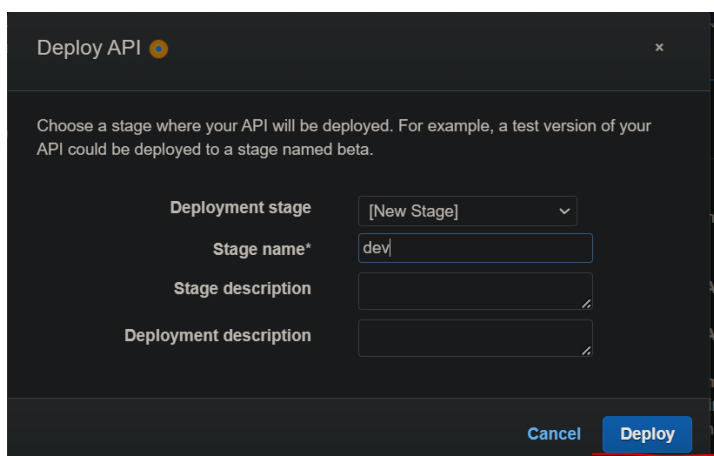 Deploy API
×
Choose a stage where your API will be deployed. For example, a test version of your
API could be deployed to a stage named beta.
Deployment stage [New Stage]
Stage name* dev
Stage description
Deployment description
Cancel Deploy